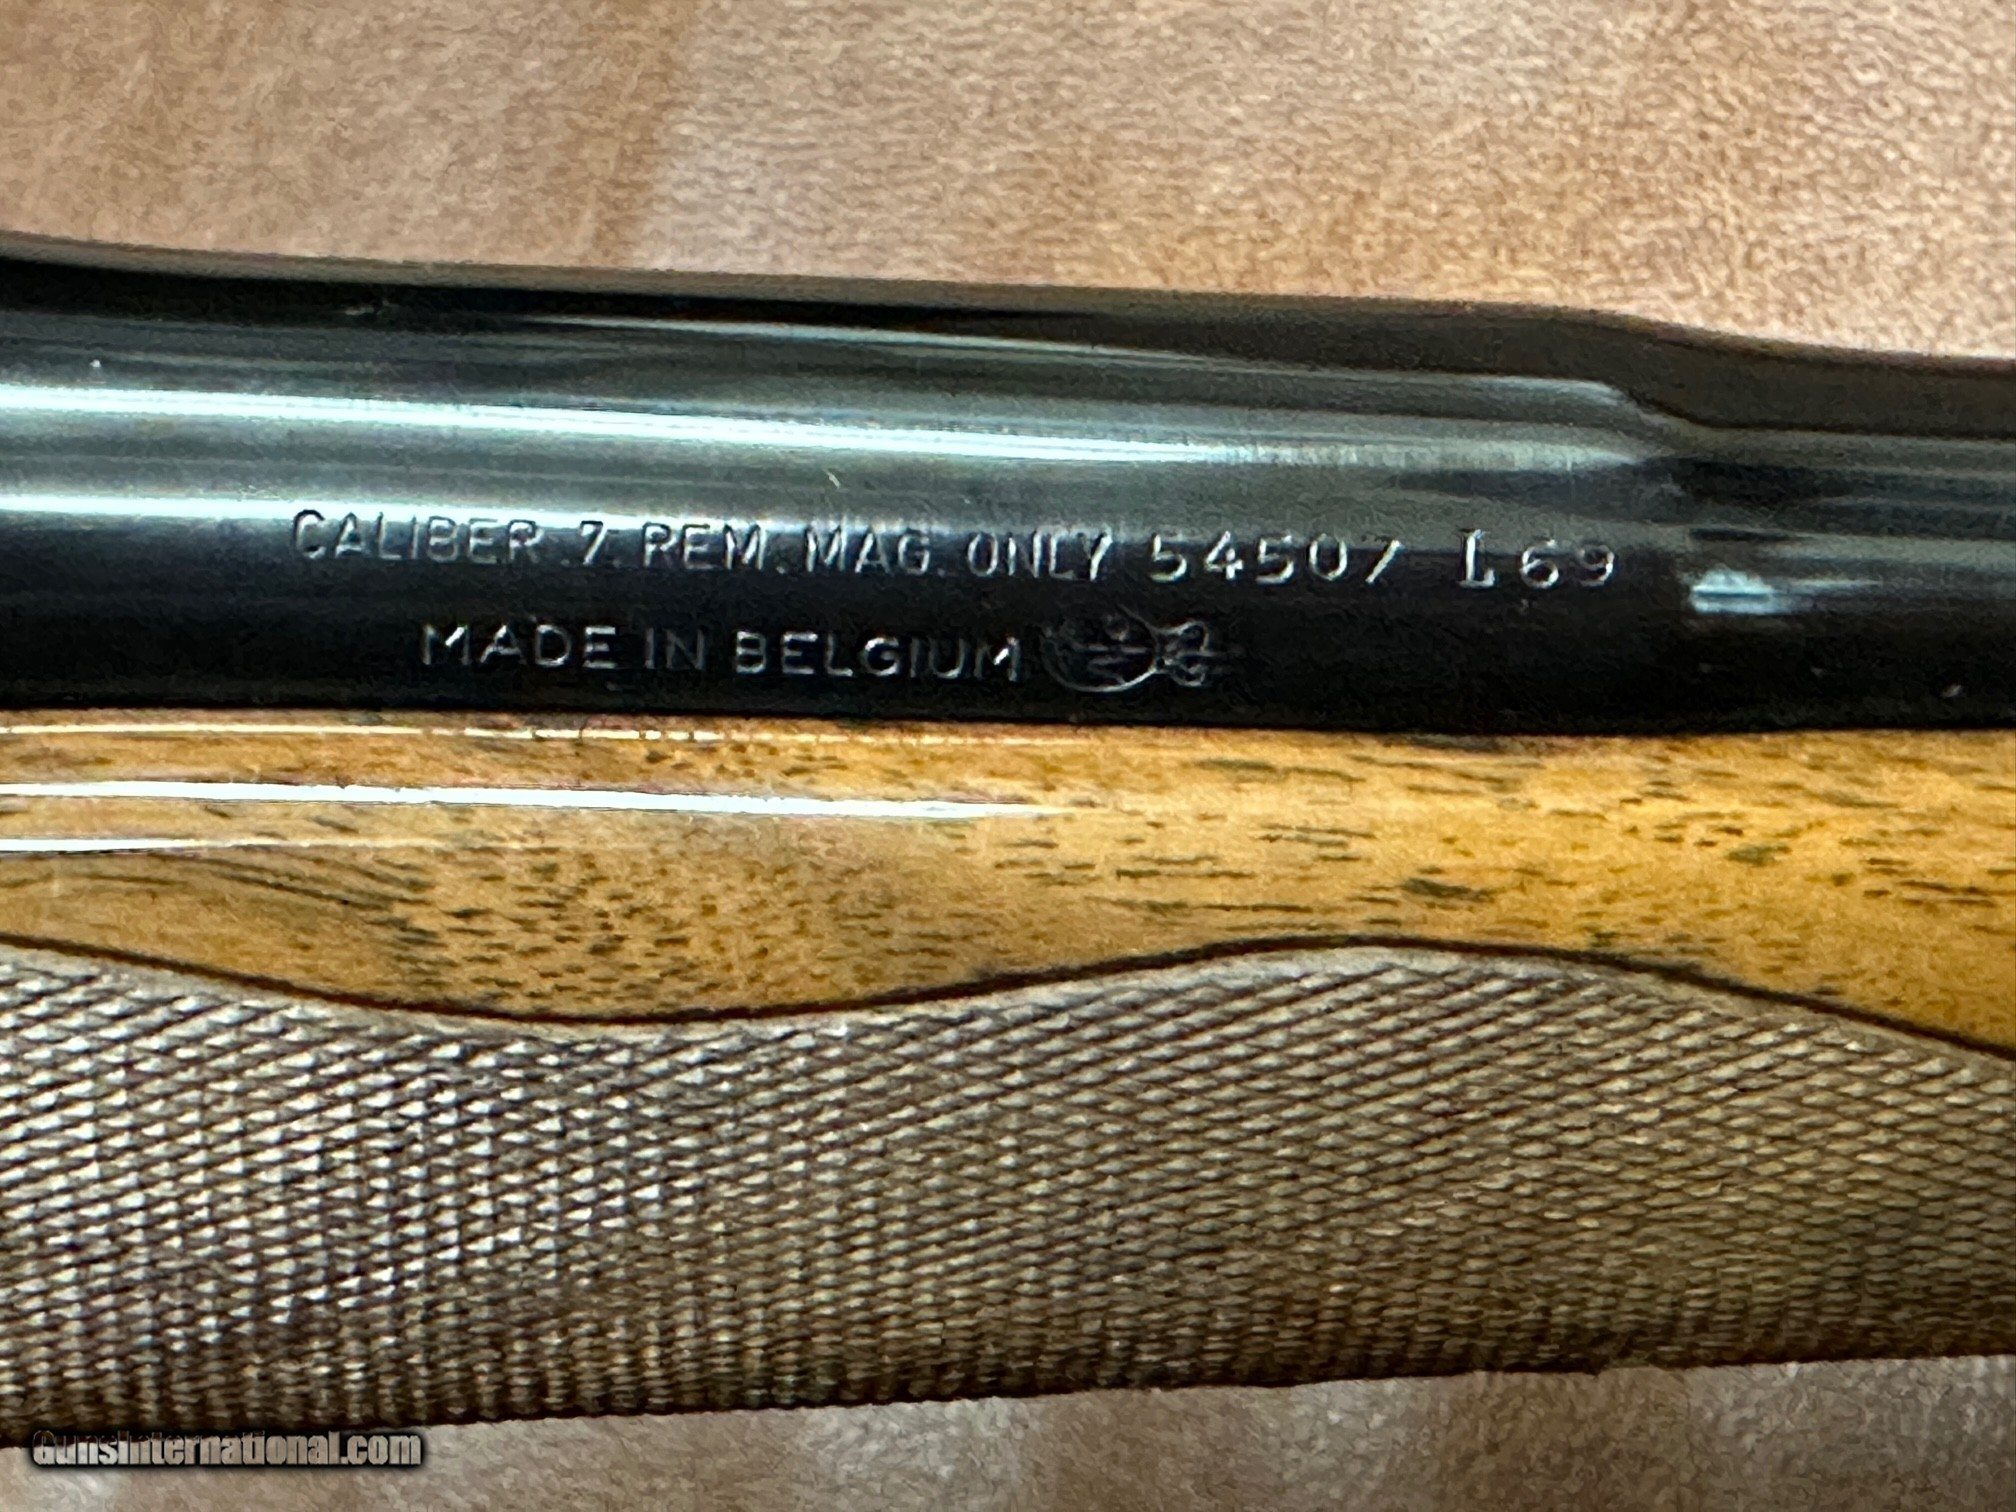 CALIBER .7. REM. MAG. ONLY 54507 L69
MADE IN BELGIUM
GunsInternational.com